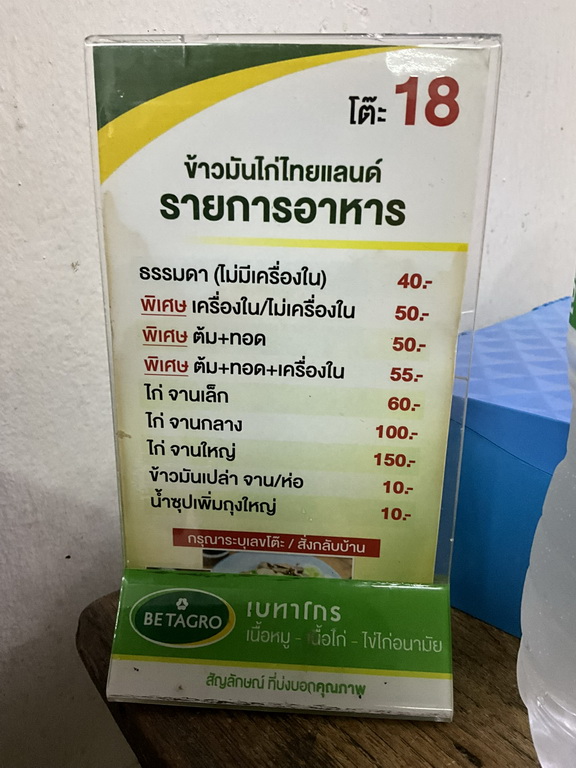 โต๊ะ 18
ข้าวมันไก่ไทยแลนด์
รายการอาหาร
ธรรมดา (ไม่มีเครื่องใน) 40.-
พิเศษ เครื่องใน/ไม่เครื่องใน 50.-
พิเศษ ต้ม+ทอด 50.-
พิเศษ ต้ม+ทอด+เครื่องใน 55.-
ไก่ จานเล็ก 60.-
ไก่ จานกลาง 100.-
ไก่ จานใหญ่ 150.-
ข้าวมันเปล่า จาน/ห่อ 10.-
น้ำซุปเพิ่มถุงใหญ่ 10.-
กรุณาระบุเลขโต๊ะ / สั่งกลับบ้าน
BETAGRO เบทาโกร
เนื้อหมู - เนื้อไก่ - ไข่ไก่อนามัย
สัญลักษณ์ ที่บ่งบอกคุณภาพ